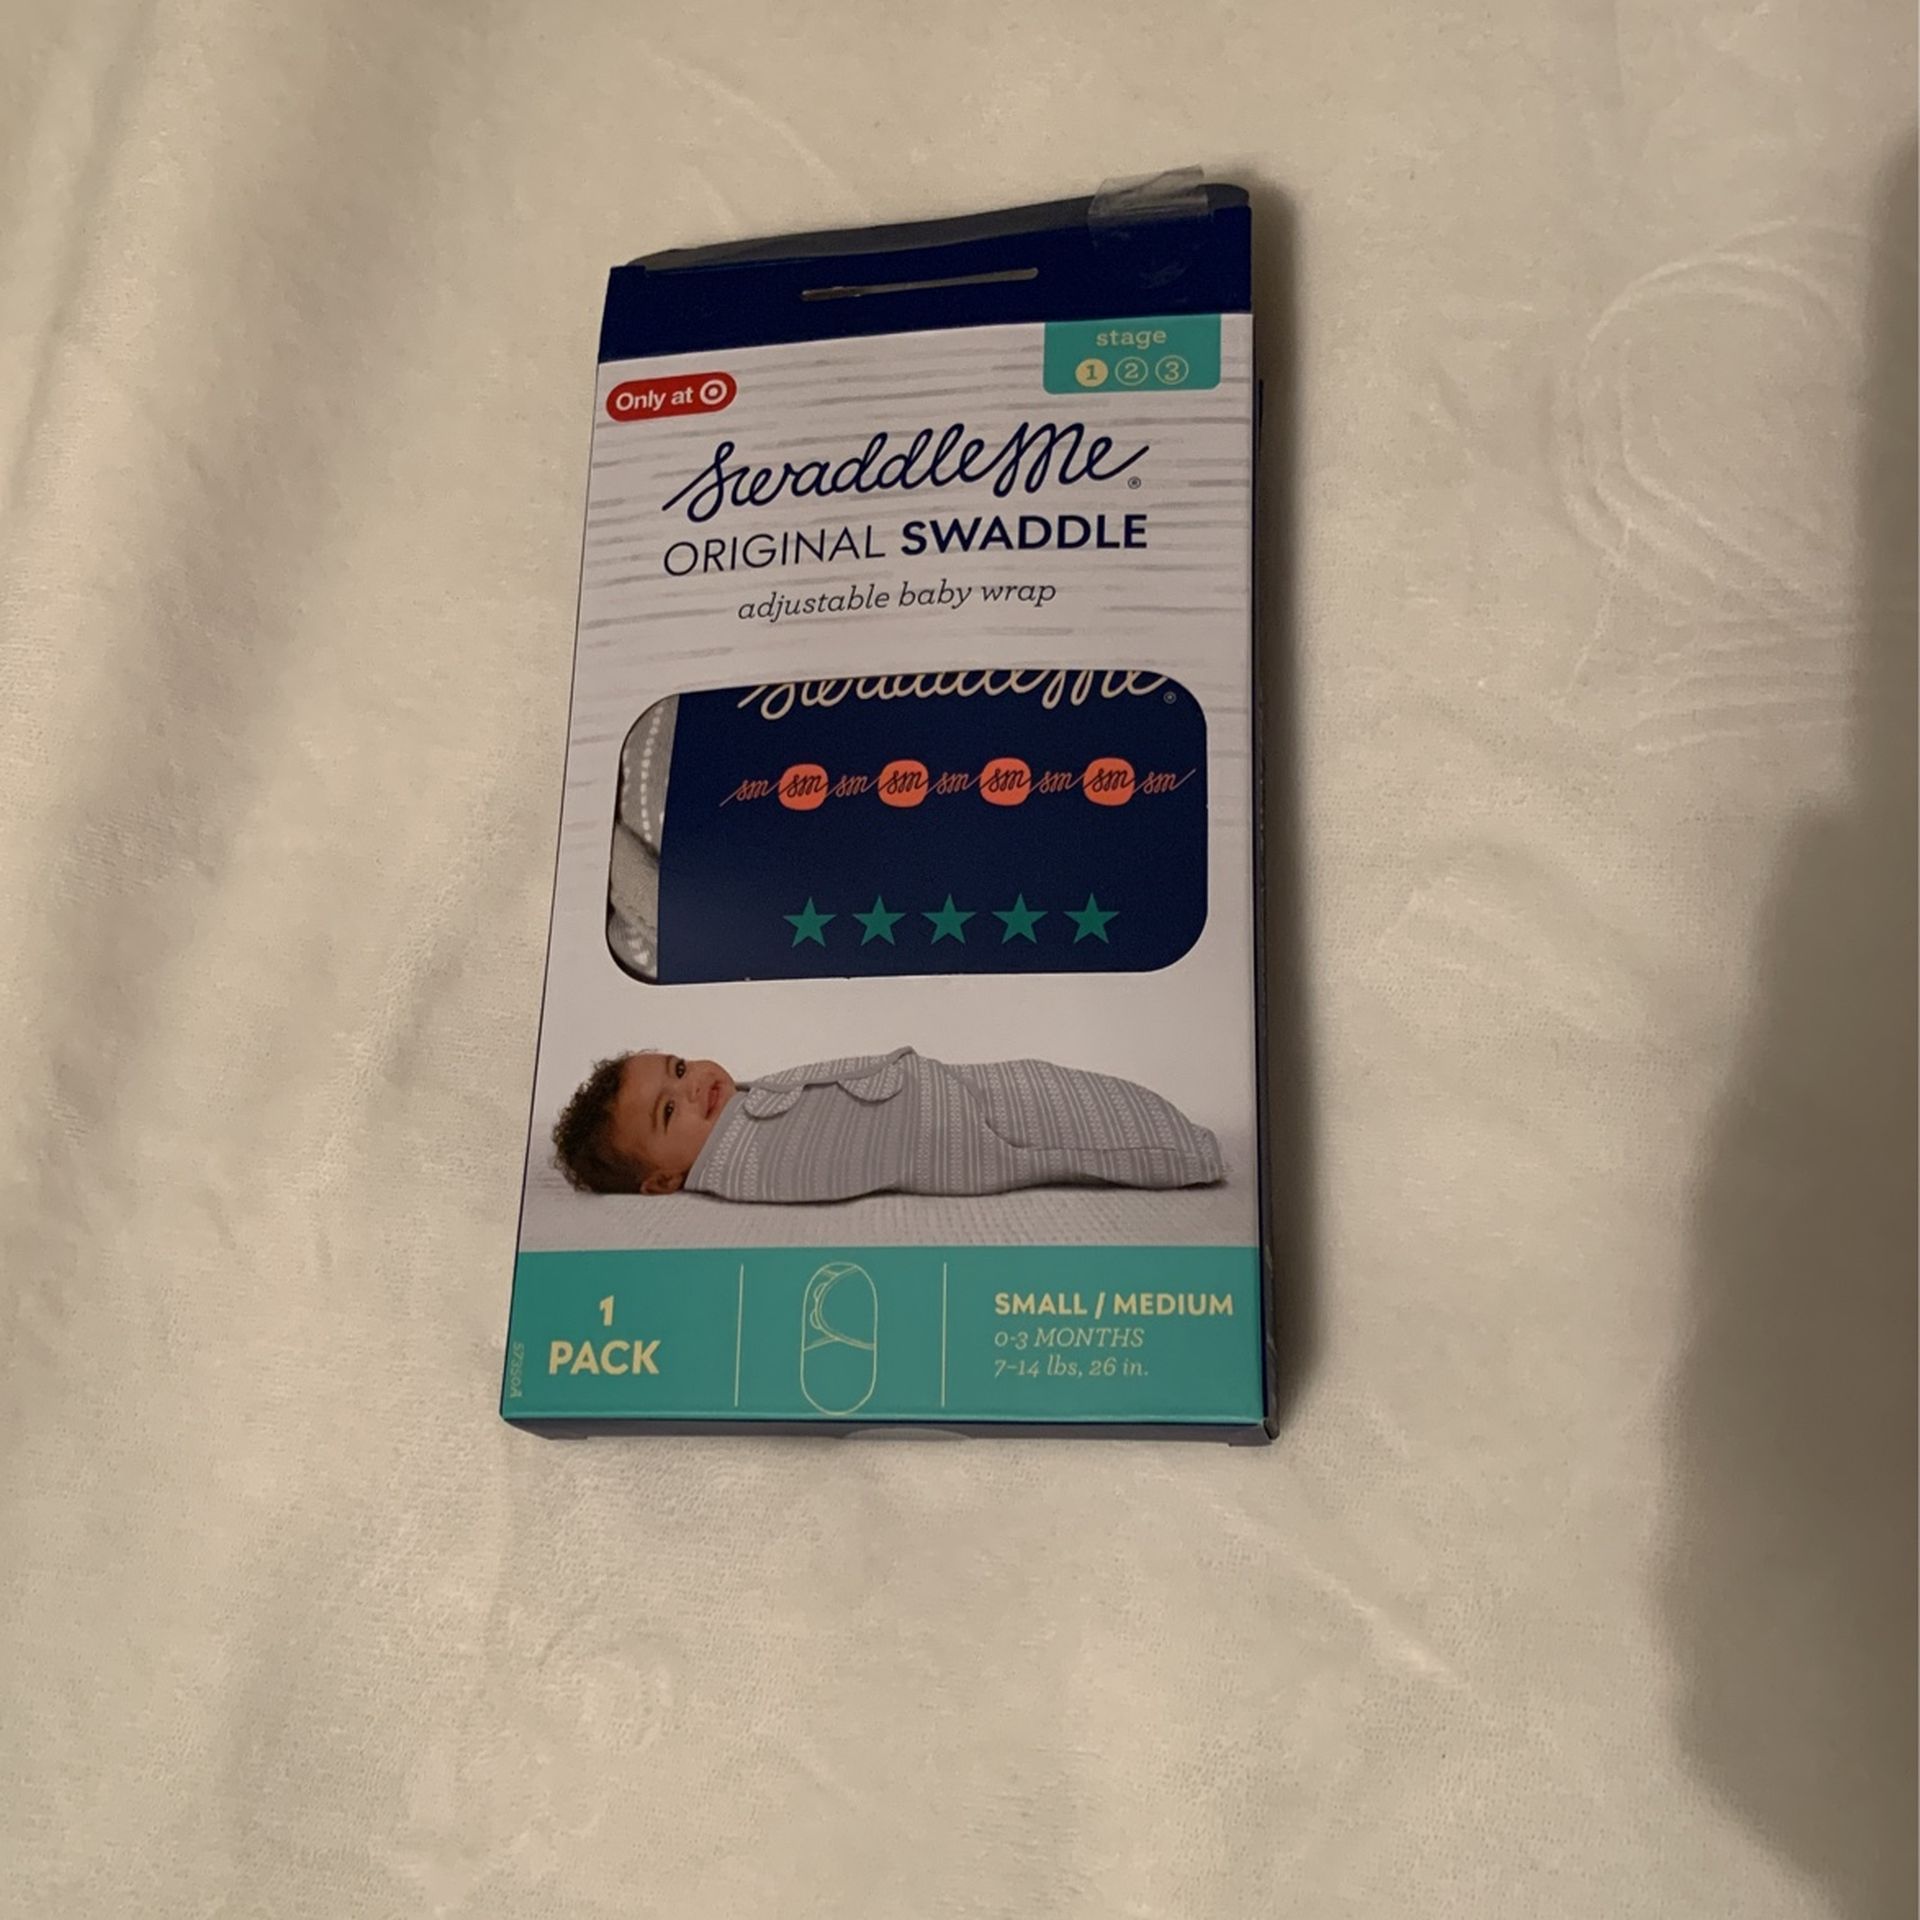 stage
1 2 3
Only at
SwaddleMe®
ORIGINAL SWADDLE
adjustable baby wrap
SwaddleMe®
sm sm sm sm sm sm sm sm sm
1
PACK
SMALL / MEDIUM
0-3 MONTHS
7-14 lbs, 26 in.
57350A